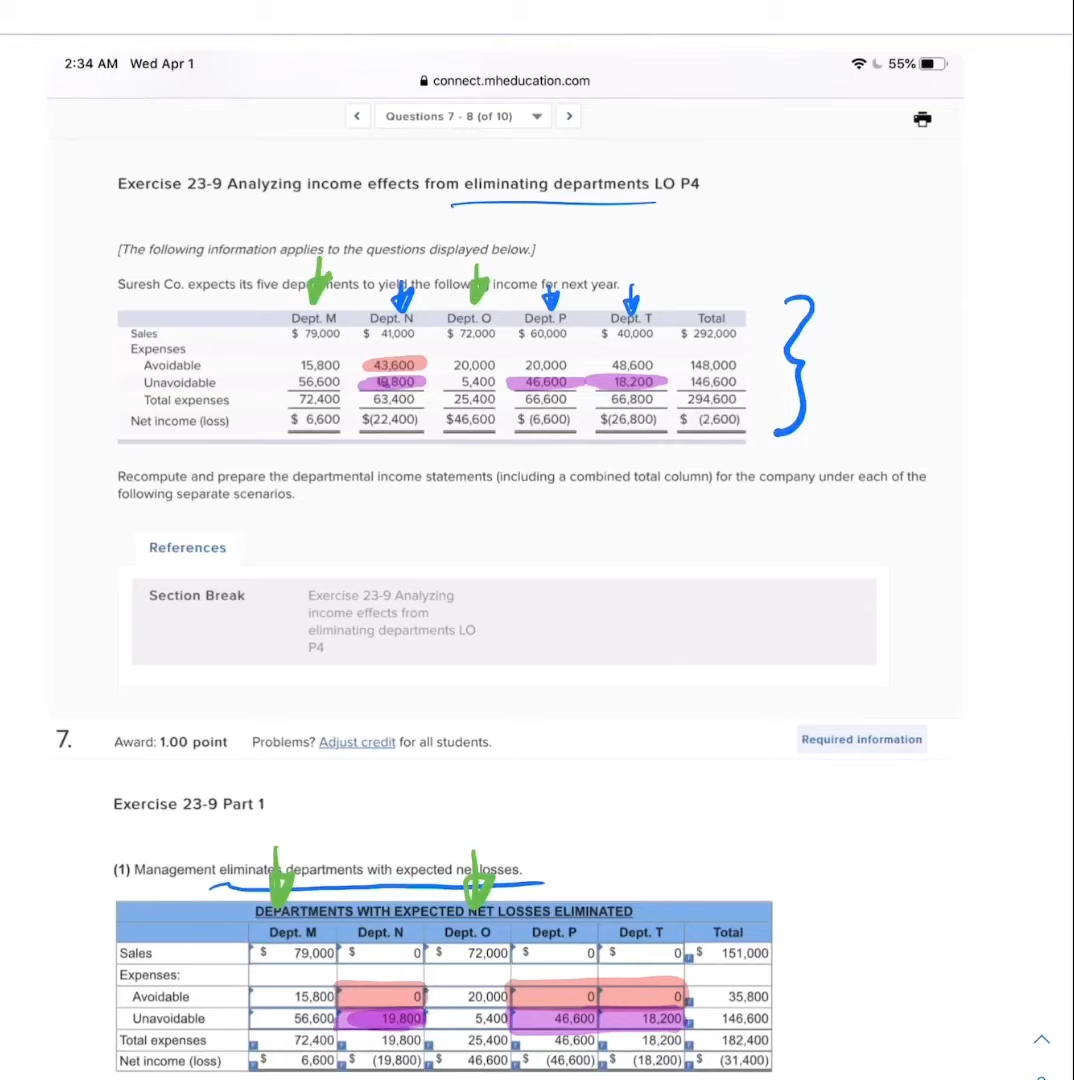 2:34 AM Wed Apr 1 55%
connect.mheducation.com
Questions 7 - 8 (of 10)
Exercise 23-9 Analyzing income effects from eliminating departments LO P4
[The following information applies to the questions displayed below.]
Suresh Co. expects its five departments to yield the following income for next year.
Dept. M Dept. N Dept. O Dept. P Dept. T Total
Sales $ 79,000 $ 41,000 $ 72,000 $ 60,000 $ 40,000 $ 292,000
Expenses
Avoidable 15,800 43,600 20,000 20,000 48,600 148,000
Unavoidable 56,600 19,800 5,400 46,600 18,200 146,600
Total expenses 72,400 63,400 25,400 66,600 66,800 294,600
Net income (loss) $ 6,600 $(22,400) $46,600 $ (6,600) $(26,800) $ (2,600)
Recompute and prepare the departmental income statements (including a combined total column) for the company under each of the
following separate scenarios.
References
Section Break Exercise 23-9 Analyzing
income effects from
eliminating departments LO
P4
7. Award: 1.00 point Problems? Adjust credit for all students. Required information
Exercise 23-9 Part 1
(1) Management eliminates departments with expected net losses.
DEPARTMENTS WITH EXPECTED NET LOSSES ELIMINATED
Dept. M Dept. N Dept. O Dept. P Dept. T Total
Sales $ 79,000 $ 0 $ 72,000 $ 0 $ 0 $ 151,000
Expenses:
Avoidable 15,800 0 20,000 0 0 35,800
Unavoidable 56,600 19,800 5,400 46,600 18,200 146,600
Total expenses 72,400 19,800 25,400 46,600 18,200 182,400
Net income (loss) $ 6,600 $ (19,800) $ 46,600 $ (46,600) $ (18,200) $ (31,400)